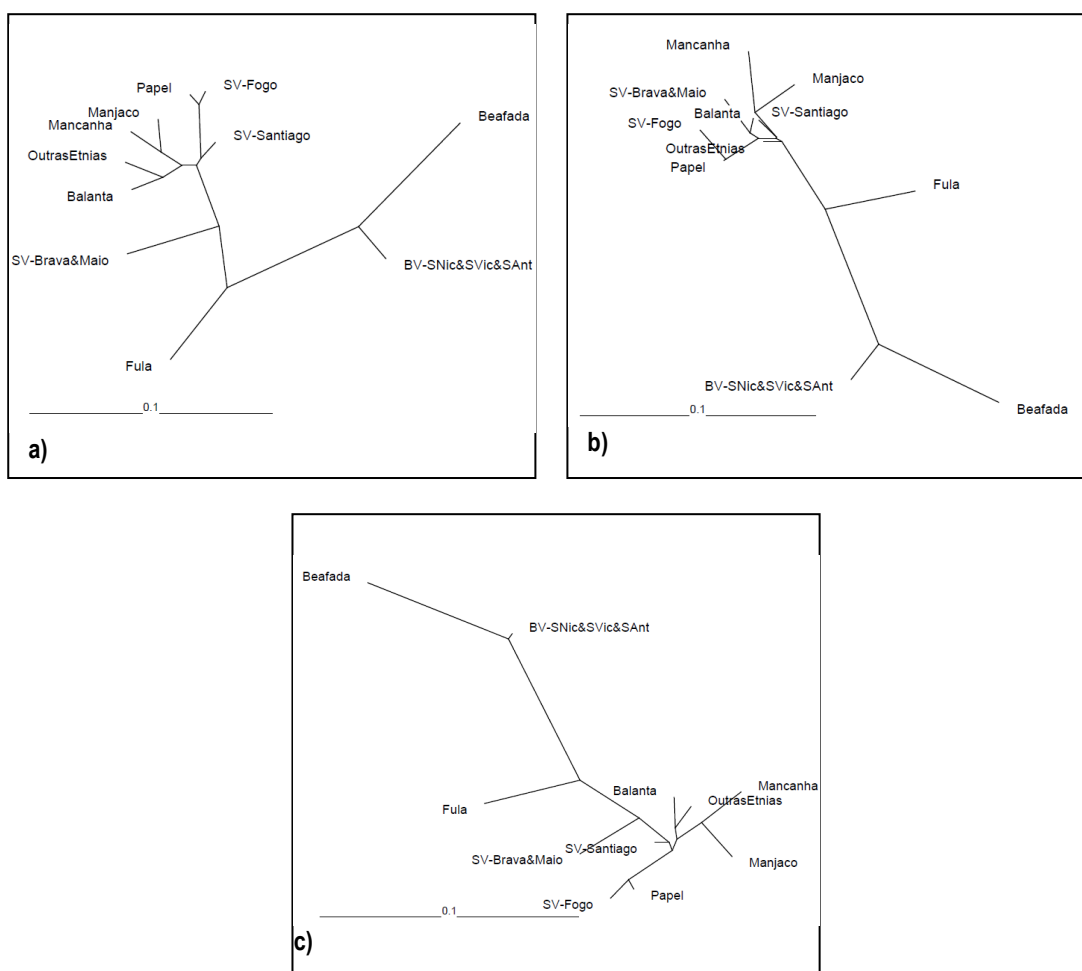 Papel
SV-Fogo
Manjaco
Mancanha
Beafada
SV-Santiago
OutrasEtnias
Balanta
SV-Brava&Maio
BV-SNic&SVic&SAnt
Fula
0.1
a)
Mancanha
Manjaco
SV-Brava&Maio
Balanta
SV-Santiago
SV-Fogo
OutrasEtnias
Papel
Fula
BV-SNic&SVic&SAnt
Beafada
0.1
b)
Beafada
BV-SNic&SVic&SAnt
Balanta
Mancanha
OutrasEtnias
Fula
SV-Santiago
SV-Brava&Maio
Manjaco
Papel
SV-Fogo
0.1
c)